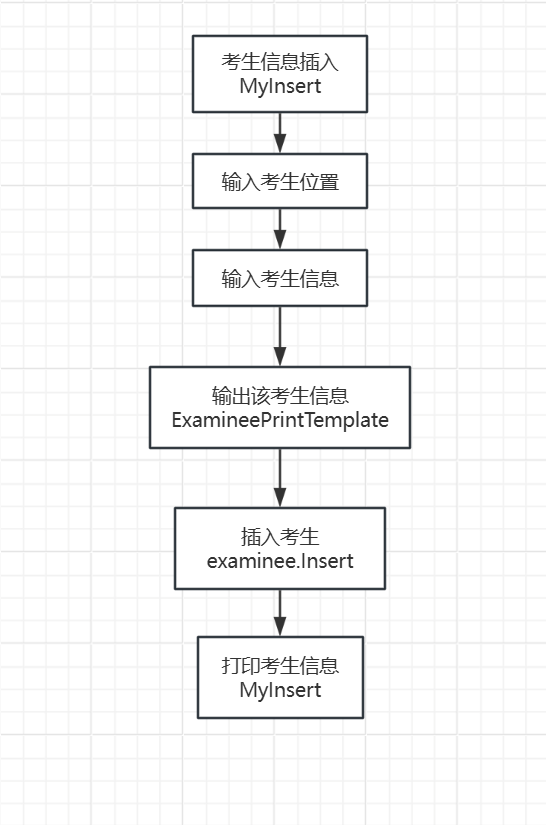 考生信息插入
MyInsert
输入考生位置
输入考生信息
输出该考生信息
ExamineePrintTemplate
插入考生
examinee.Insert
打印考生信息
MyInsert